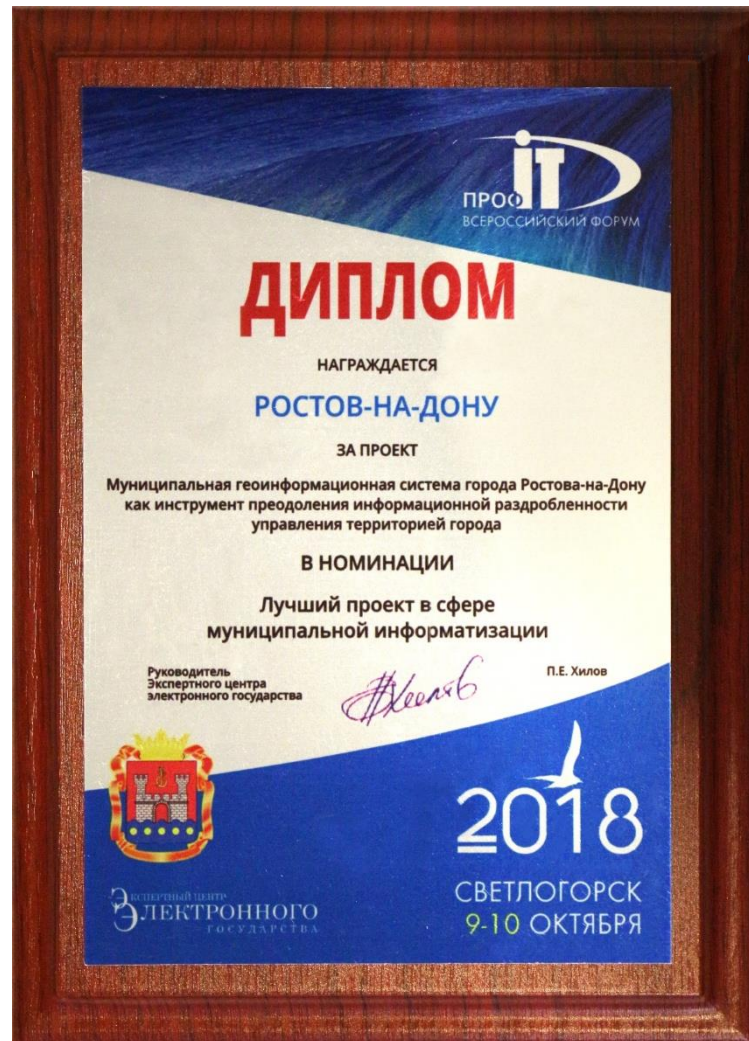 ПРОФIT
ВСЕРОССИЙСКИЙ ФОРУМ
ДИПЛОМ
НАГРАЖДАЕТСЯ
РОСТОВ-НА-ДОНУ
ЗА ПРОЕКТ
Муниципальная геоинформационная система города Ростова-на-Дону
как инструмент преодоления информационной раздробленности
управления территорией города
В НОМИНАЦИИ
Лучший проект в сфере
муниципальной информатизации
Руководитель
Экспертного центра
электронного государства
П.Е. Хилов
2018
СВЕТЛОГОРСК
9-10 ОКТЯБРЯ
ЭКСПЕРТНЫЙ ЦЕНТР
ЭЛЕКТРОННОГО
ГОСУДАРСТВА